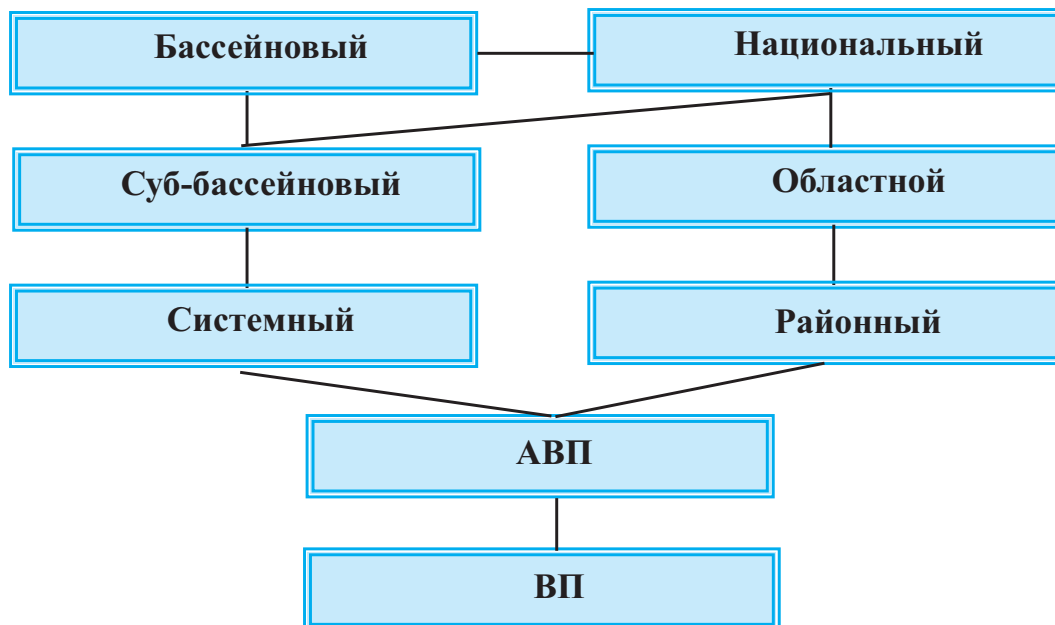 Бассейновый
Национальный
Суб-бассейновый
Областной
Системный
Районный
АВП
ВП